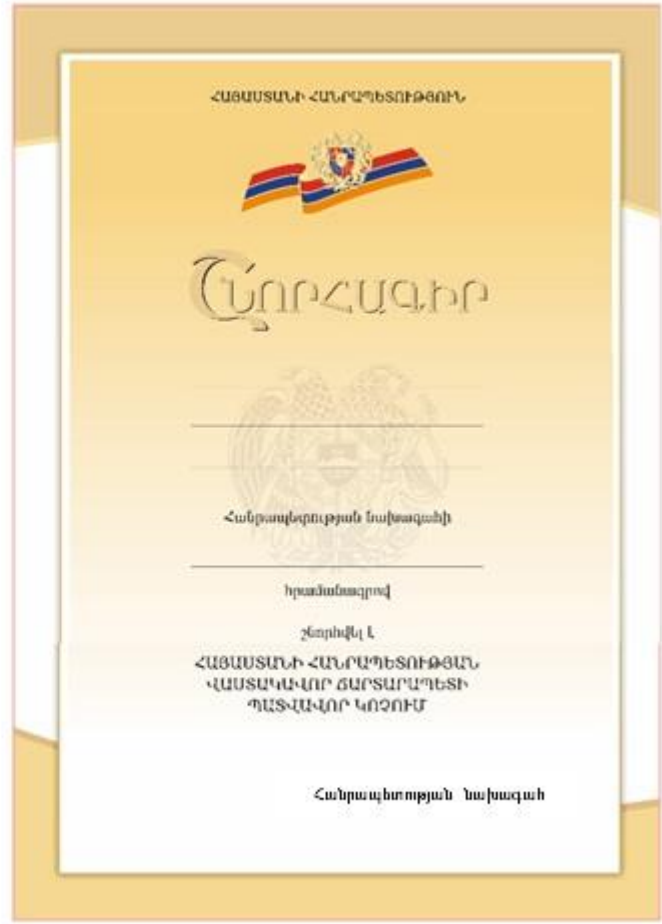 ՀԱՅԱՍՏԱՆԻ ՀԱՆՐԱՊԵՏՈՒԹՅՈՒՆ
Շնորհագիր
Հանրապետության նախագահի
հրամանագրով
շնորհվել է
ՀԱՅԱՍՏԱՆԻ ՀԱՆՐԱՊԵՏՈՒԹՅԱՆ
ՎԱՍՏԱԿԱՎՈՐ ՃԱՐՏԱՐԱՊԵՏԻ
ՊԱՏՎԱՎՈՐ ԿՈՉՈՒՄ
Հանրապետության նախագահ